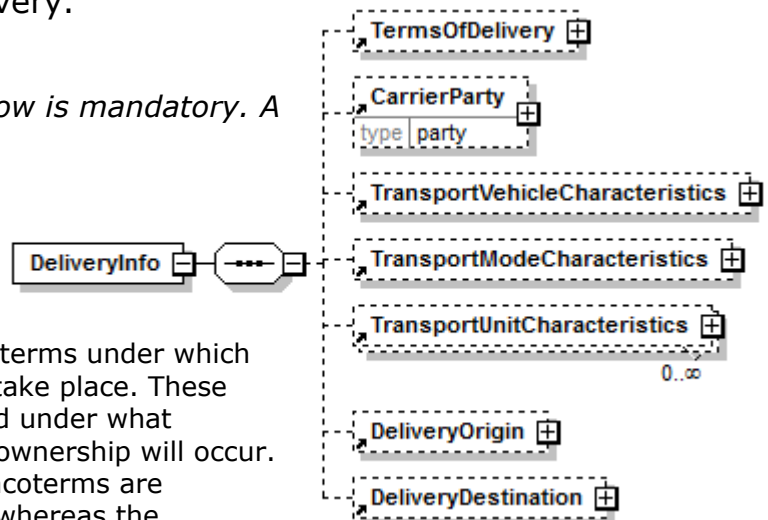 very.
ow is mandatory. A
TermsOfDelivery
CarrierParty
type party
TransportVehicleCharacteristics
DeliveryInfo
TransportModeCharacteristics
TransportUnitCharacteristics
0..∞
DeliveryOrigin
DeliveryDestination
terms under which
take place. These
d under what
ownership will occur.
ncoterms are
whereas the